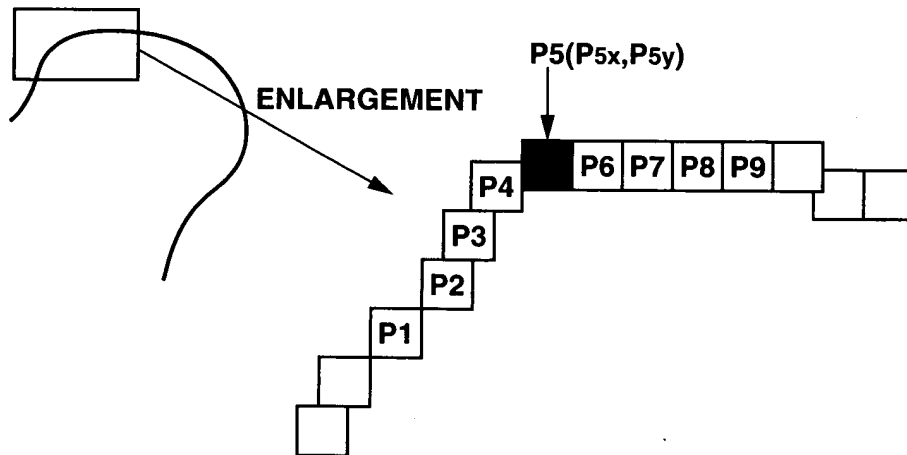 P5(P5x,P5y)
ENLARGEMENT
P6 P7 P8 P9
P4
P3
P2
P1